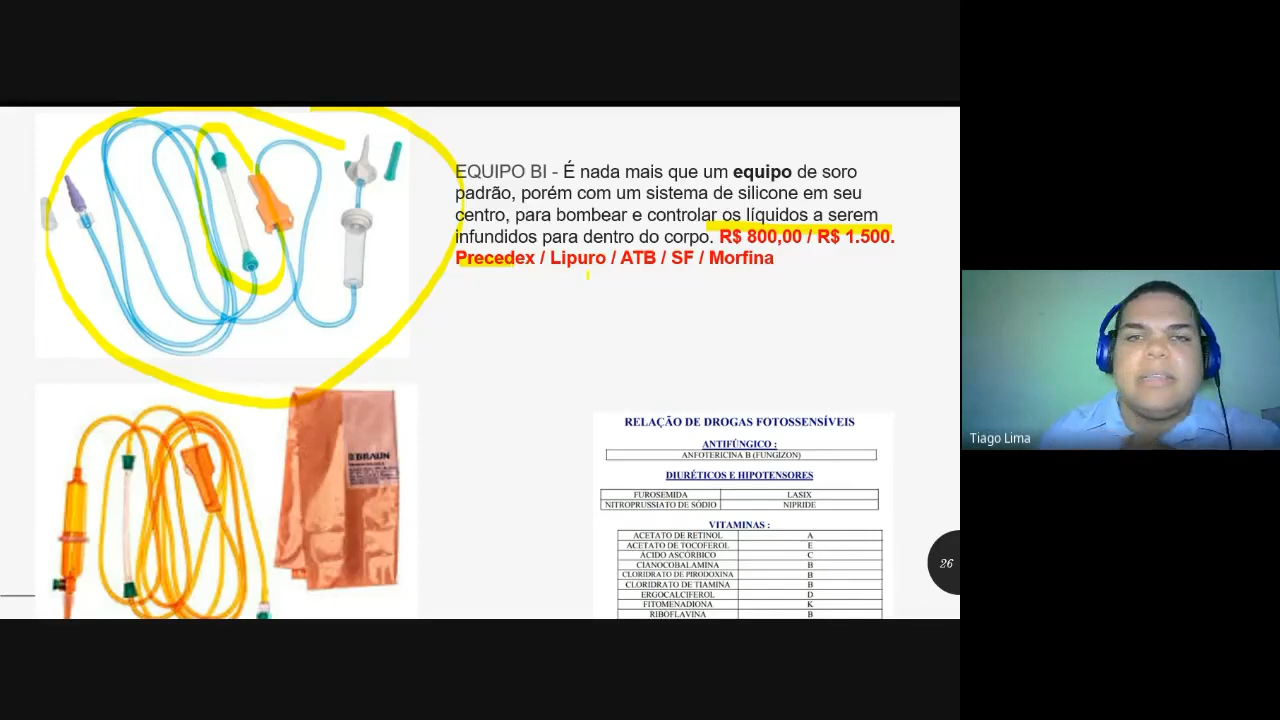 EQUIPO BI - É nada mais que um equipo de soro
padrão, porém com um sistema de silicone em seu
centro, para bombear e controlar os líquidos a serem
infundidos para dentro do corpo. R$ 800,00 / R$ 1.500.
Precedex / Lipuro / ATB / SF / Morfina
BRAUN
RELAÇÃO DE DROGAS FOTOSSENSÍVEIS
ANTIFÚNGICO :
ANFOTERICINA B (FUNGIZON)
DIURÉTICOS E HIPOTENSORES
FUROSEMIDA LASIX
NITROPRUSSIATO DE SÓDIO NIPRIDE
VITAMINAS :
ACETATO DE RETINOL A
ACETATO DE TOCOFEROL E
ÁCIDO ASCÓRBICO C
CIANOCOBALAMINA B
CLORIDRATO DE PIRODOXINA B
CLORIDRATO DE TIAMINA B
ERGOCALCIFEROL D
FITOMENADIONA K
RIBOFLAVINA B
26
Tiago Lima